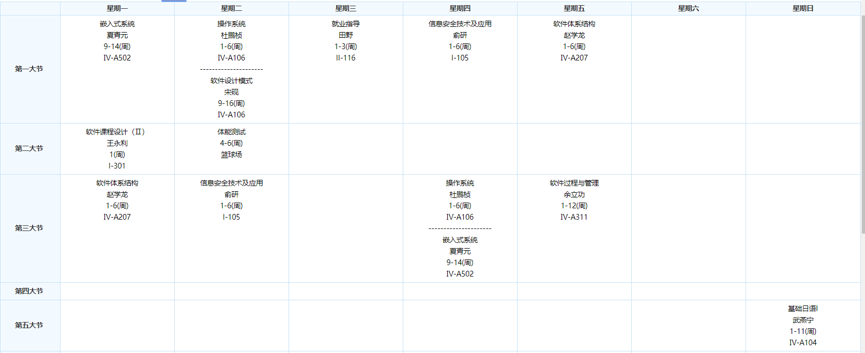 星期一 星期二 星期三 星期四 星期五 星期六 星期日
第一大节
嵌入式系统
夏青元
9-14(周)
IV-A502
操作系统
杜鹏桢
1-6(周)
IV-A106
----------------------
软件设计模式
宋砚
9-16(周)
IV-A106
就业指导
田野
1-3(周)
II-116
信息安全技术及应用
俞研
1-6(周)
I-105
软件体系结构
赵学龙
1-6(周)
IV-A207
第二大节
软件课程设计（II）
王永利
1(周)
I-301
体能测试
4-6(周)
篮球场
第三大节
软件体系结构
赵学龙
1-6(周)
IV-A207
信息安全技术及应用
俞研
1-6(周)
I-105
操作系统
杜鹏桢
1-6(周)
IV-A106
----------------------
嵌入式系统
夏青元
9-14(周)
IV-A502
软件过程与管理
余立功
1-12(周)
IV-A311
第四大节
第五大节
基础日语I
武燕宁
1-11(周)
IV-A104